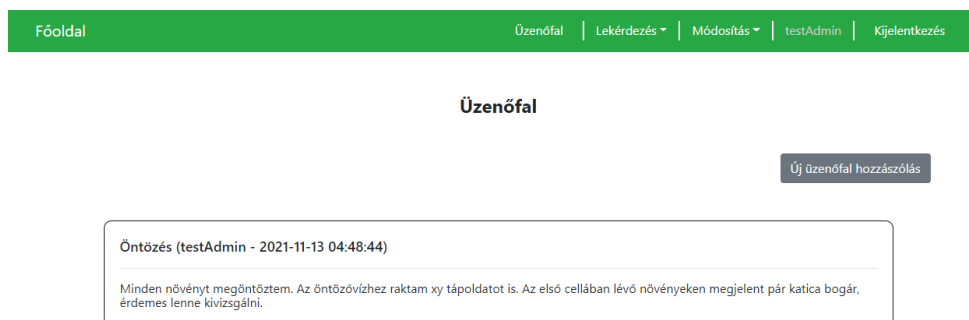 Főoldal Üzenőfal Lekérdezés Módosítás testAdmin Kijelentkezés
Üzenőfal
Új üzenőfal hozzászólás
Öntözés (testAdmin - 2021-11-13 04:48:44)
Minden növényt megöntöztem. Az öntözővízhez raktam xy tápoldatot is. Az első cellában lévő növényeken megjelent pár katica bogár,
érdemes lenne kivizsgálni.